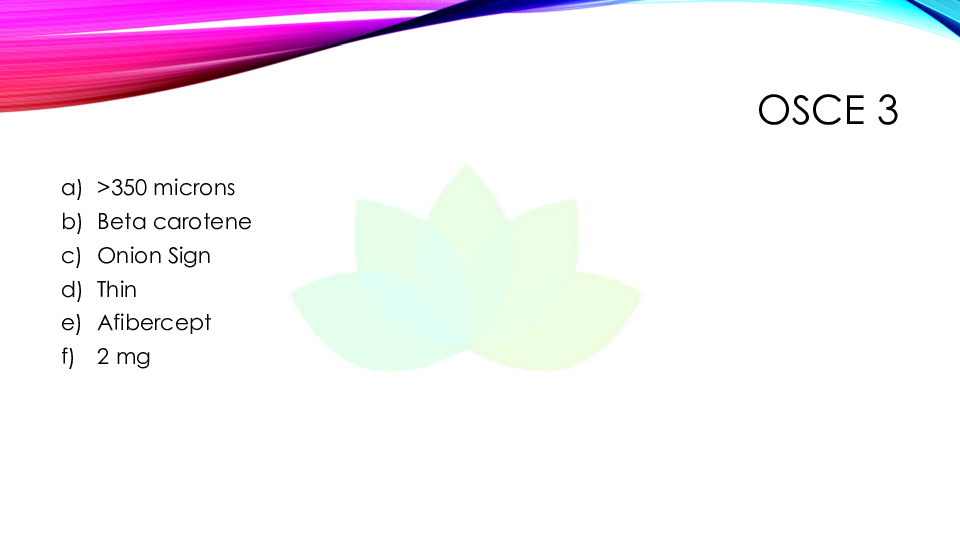 OSCE 3
a) >350 microns
b) Beta carotene
c) Onion Sign
d) Thin
e) Afibercept
f) 2 mg